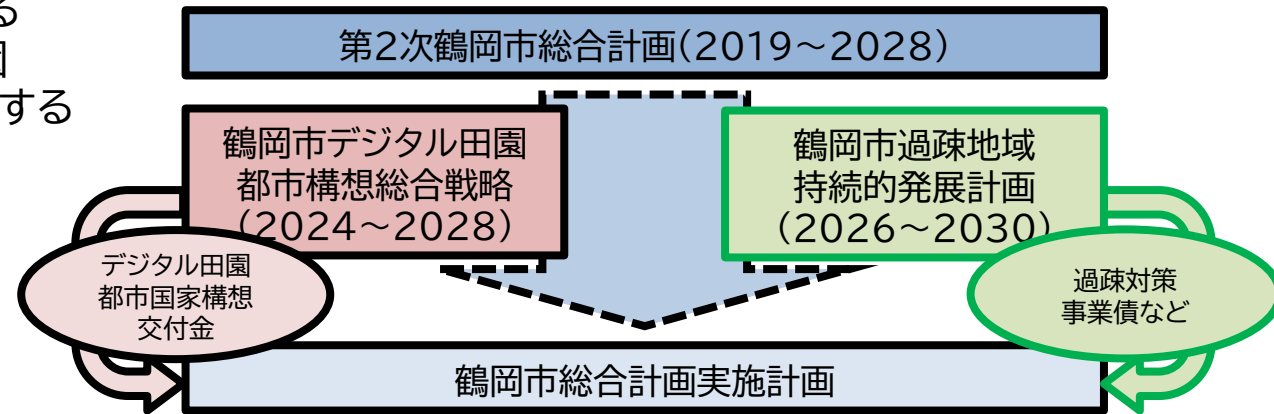 る
する
第2次鶴岡市総合計画(2019～2028)
鶴岡市デジタル田園
都市構想総合戦略
(2024～2028)
鶴岡市過疎地域
持続的発展計画
(2026～2030)
デジタル田園
都市国家構想
交付金
過疎対策
事業債など
鶴岡市総合計画実施計画